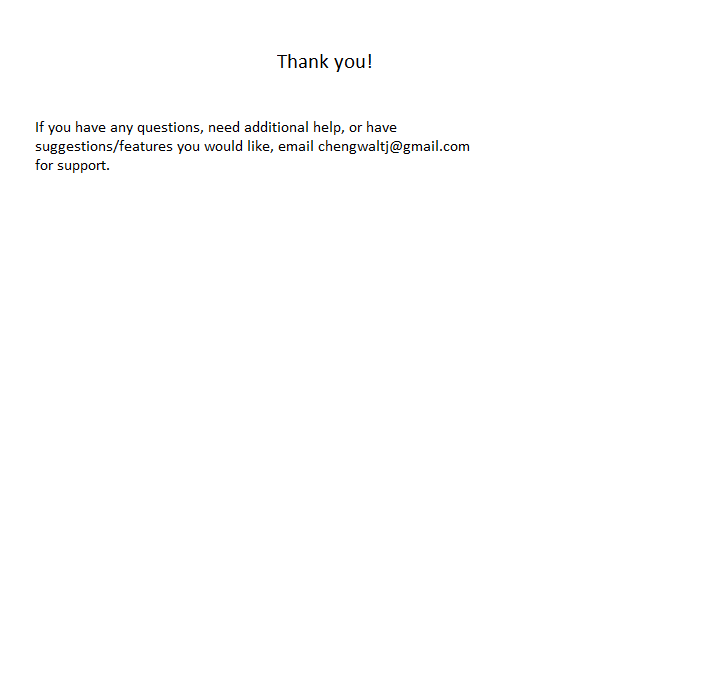 Thank you!
If you have any questions, need additional help, or have
suggestions/features you would like, email chengwaltj@gmail.com
for support.